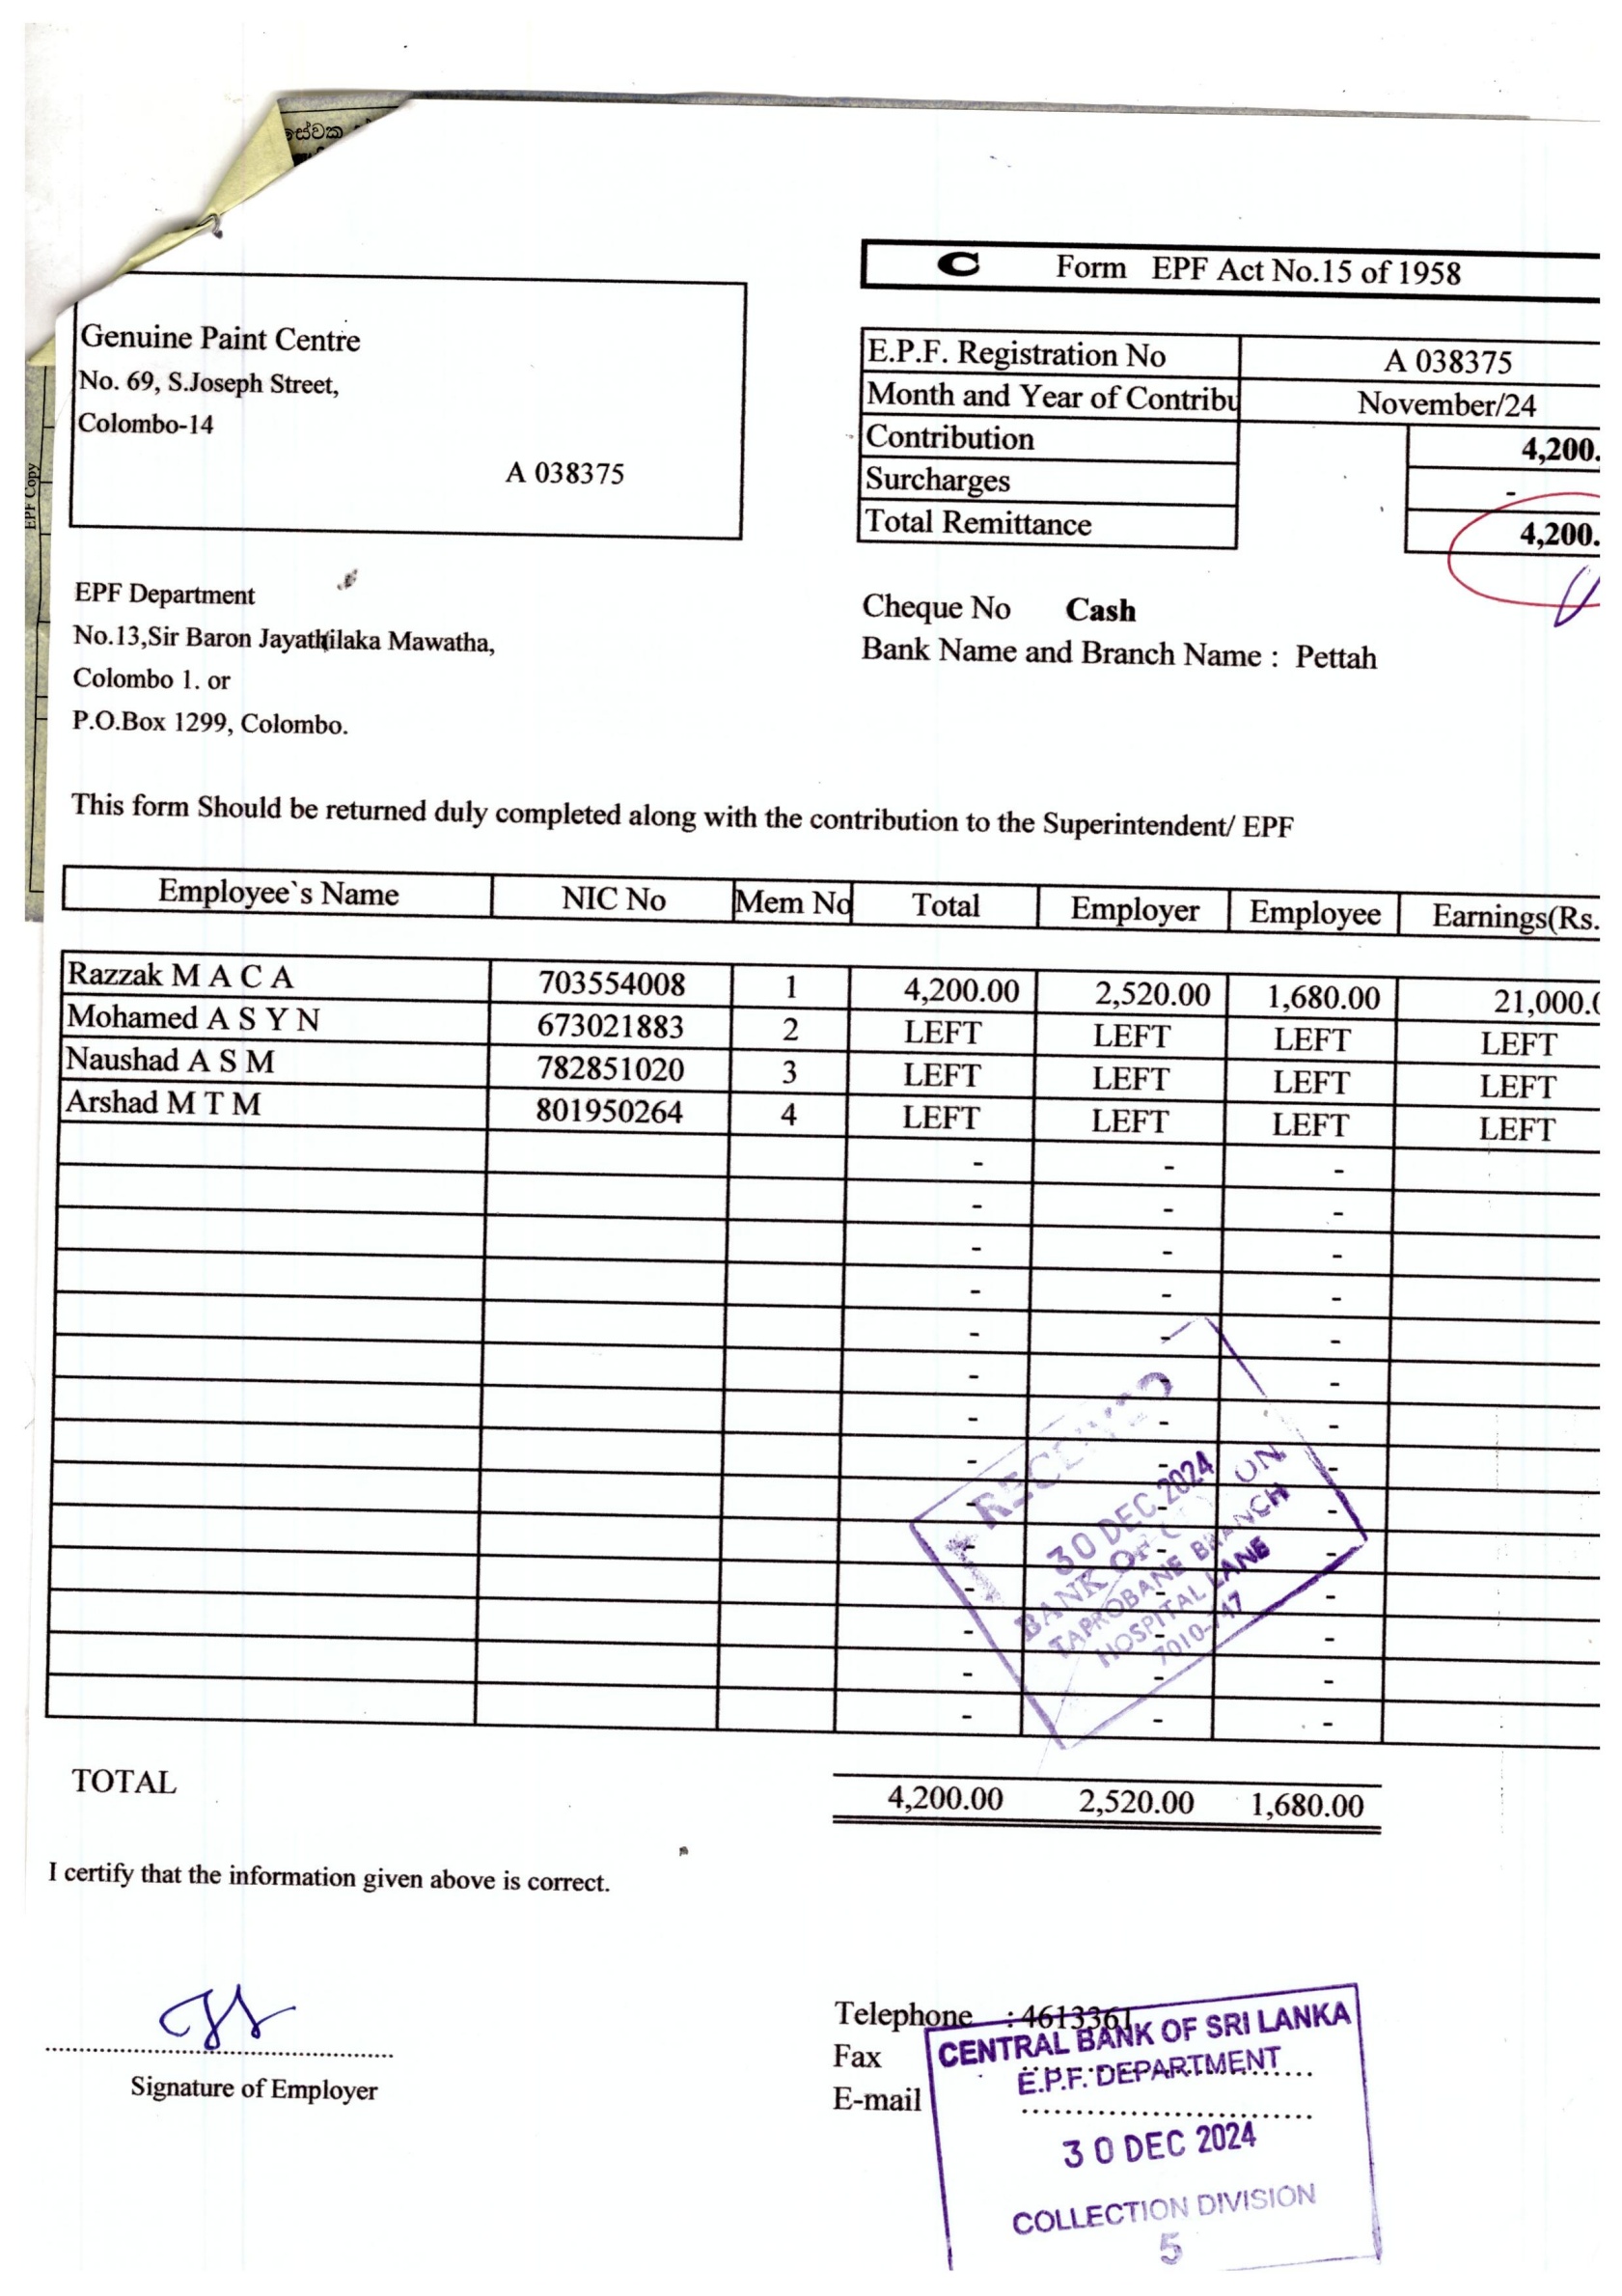 සේවක
C Form EPF Act No.15 of 1958
Genuine Paint Centre
No. 69, S.Joseph Street,
Colombo-14
A 038375
EPF Copy
E.P.F. Registration No A 038375
Month and Year of Contribu November/24
Contribution 4,200.
Surcharges -
Total Remittance 4,200.
EPF Department
No.13,Sir Baron Jayathilaka Mawatha,
Colombo 1. or
P.O.Box 1299, Colombo.
Cheque No Cash
Bank Name and Branch Name : Pettah
This form Should be returned duly completed along with the contribution to the Superintendent/ EPF
Employee`s Name NIC No Mem No Total Employer Employee Earnings(Rs.
Razzak M A C A 703554008 1 4,200.00 2,520.00 1,680.00 21,000.0
Mohamed A S Y N 673021883 2 LEFT LEFT LEFT LEFT
Naushad A S M 782851020 3 LEFT LEFT LEFT LEFT
Arshad M T M 801950264 4 LEFT LEFT LEFT LEFT
- - -
- - -
- - -
- - -
- - -
- - -
- - -
- - -
- - -
- - -
- - -
- - -
- - -
- - -
RECEIVED
30 DEC 2024
BANK OF CEYLON
TAPROBANE BRANCH
HOSPITAL LANE
7010-747
TOTAL 4,200.00 2,520.00 1,680.00
I certify that the information given above is correct.
Signature of Employer
Telephone : 4613361
Fax
E-mail
CENTRAL BANK OF SRI LANKA
E.P.F. DEPARTMENT
30 DEC 2024
COLLECTION DIVISION
5